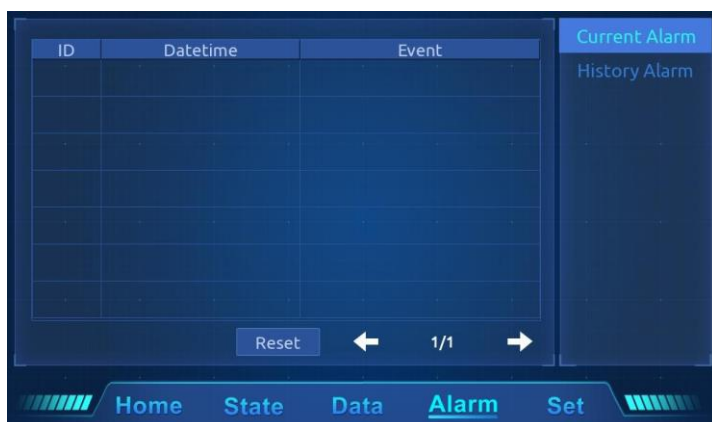 ID Datetime Event
Current Alarm
History Alarm
Reset 1/1
Home State Data Alarm Set